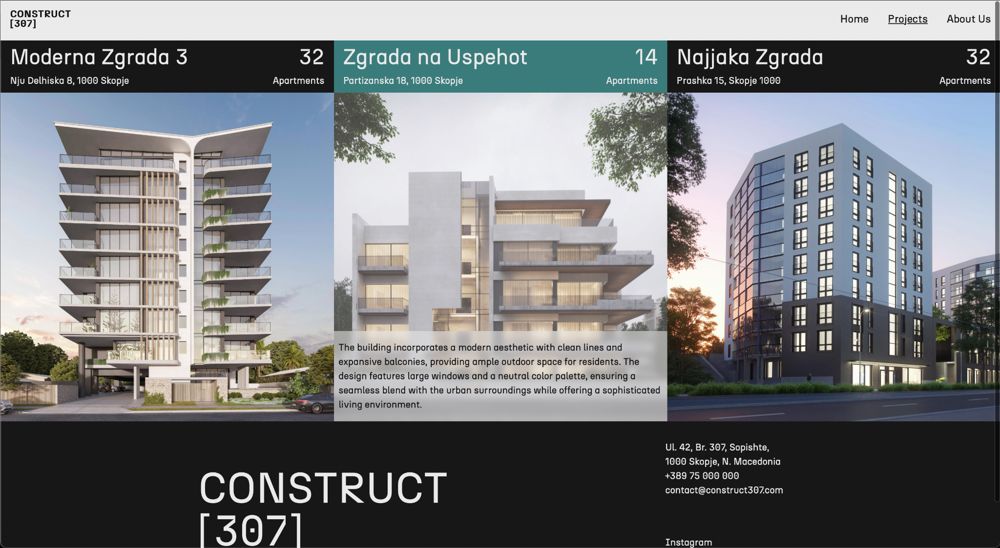 CONSTRUCT
[307]
Home
Projects
About Us
Moderna Zgrada 3
32
Nju Delhiska 8, 1000 Skopje
Apartments
Zgrada na Uspehot
14
Partizanska 18, 1000 Skopje
Apartments
Najjaka Zgrada
32
Prashka 15, Skopje 1000
Apartments
The building incorporates a modern aesthetic with clean lines and
expansive balconies, providing ample outdoor space for residents. The
design features large windows and a neutral color palette, ensuring a
seamless blend with the urban surroundings while offering a sophisticated
living environment.
CONSTRUCT
[307]
Ul. 42, Br. 307, Sopishte,
1000 Skopje, N. Macedonia
+389 75 000 000
contact@construct307.com
Instagram